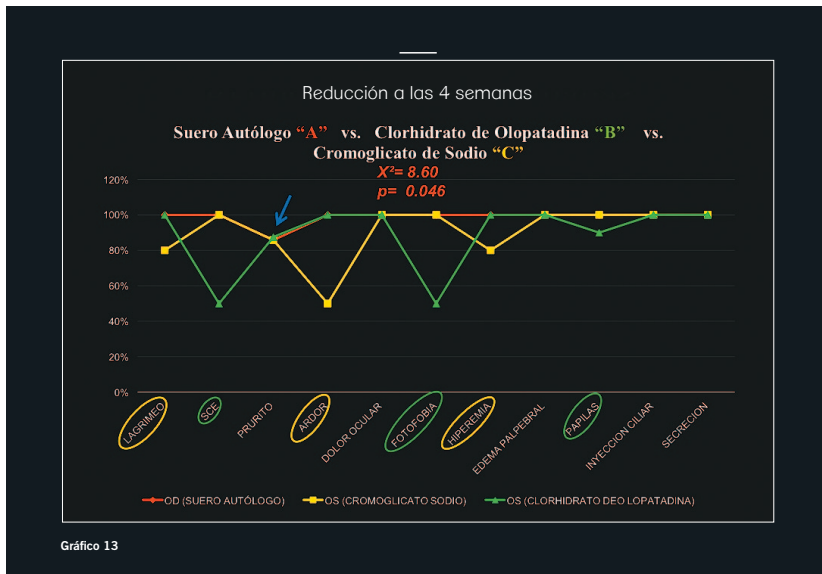 Reducción a las 4 semanas
Suero Autólogo “A” vs. Clorhidrato de Olopatadina “B” vs.
Cromoglicato de Sodio “C”
X²= 8.60
p= 0.046
120%
100%
80%
60%
40%
20%
0%
LAGRIMEO
SCE
PRURITO
ARDOR
DOLOR OCULAR
FOTOFOBIA
HIPEREMIA
EDEMA PALPEBRAL
PAPILAS
INYECCION CILIAR
SECRECION
OD (SUERO AUTÓLOGO) OS (CROMOGLICATO SODIO) OS (CLORHIDRATO DEO LOPATADINA)
Gráfico 13